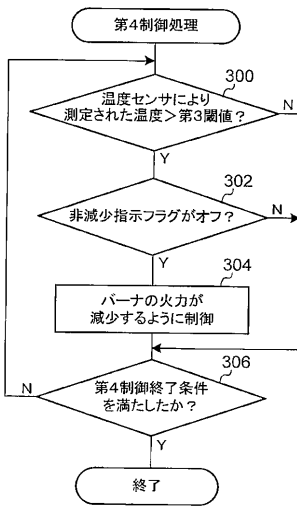 第4制御処理
300
温度センサにより
測定された温度>第3閾値?
N
Y
302
非減少指示フラグがオフ?
N
Y
304
バーナの火力が
減少するように制御
306
N
第4制御終了条件
を満たしたか?
Y
終了